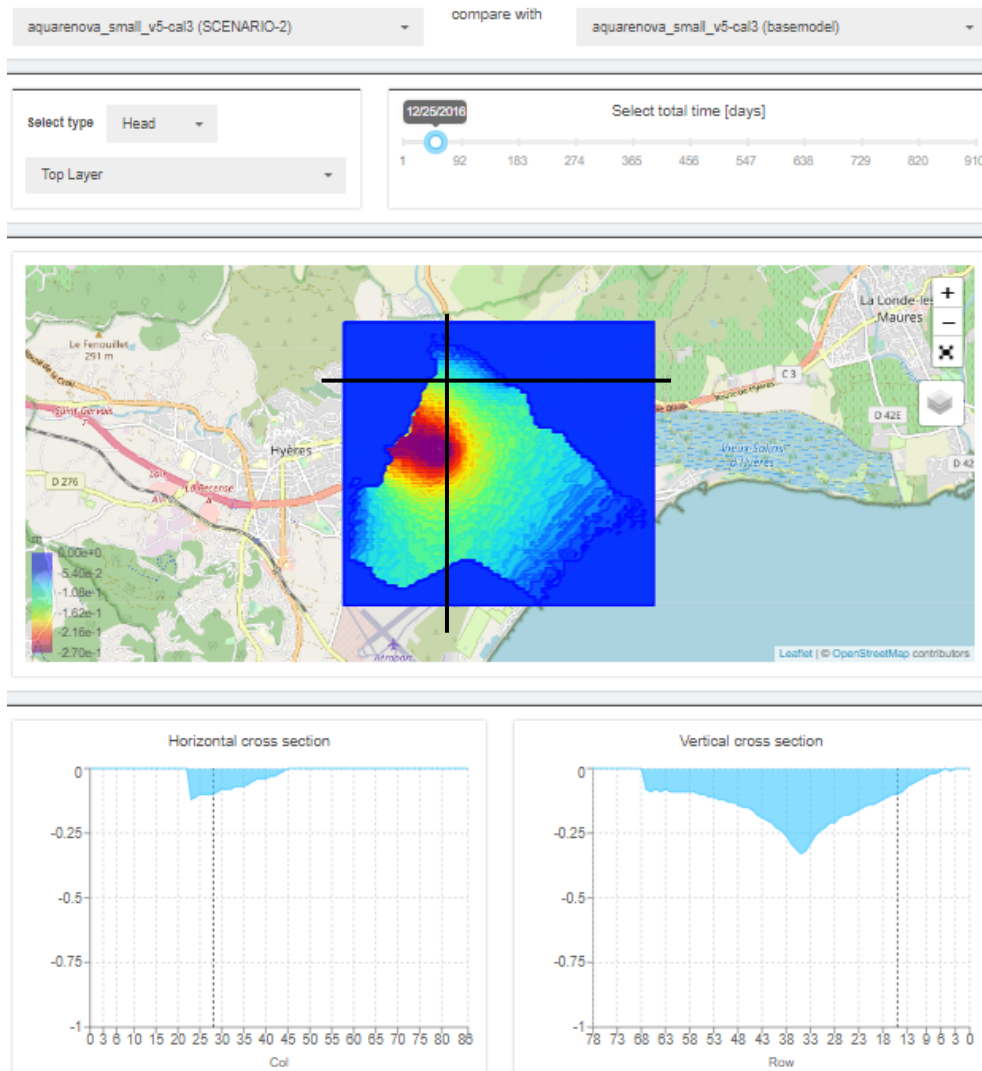 compare with
aquarenova_small_v5-cal3 (SCENARIO-2)
aquarenova_small_v5-cal3 (basemodel)
Select type
Head
Top Layer
12/25/2016
Select total time [days]
1 92 183 274 365 456 547 638 729 820 910
La Londe-les
Maures
Le Fenouillet
291 m
Saint-Gervais
Hyères
D 276
La Bécasse
C 3
D 42E
Vieux Salins
d'Hyères
D 42
m
0.00e+0
-5.40e-2
-1.08e-1
-1.62e-1
-2.16e-1
-2.70e-1
Aéroport
+
−
Leaflet | © OpenStreetMap contributors
Horizontal cross section
0
-0.25
-0.5
-0.75
-1
0 3 6 10 15 20 25 30 35 40 45 50 55 60 65 70 75 80 86
Col
Vertical cross section
0
-0.25
-0.5
-0.75
-1
78 73 68 63 58 53 48 43 38 33 28 23 18 13 9 6 3 0
Row